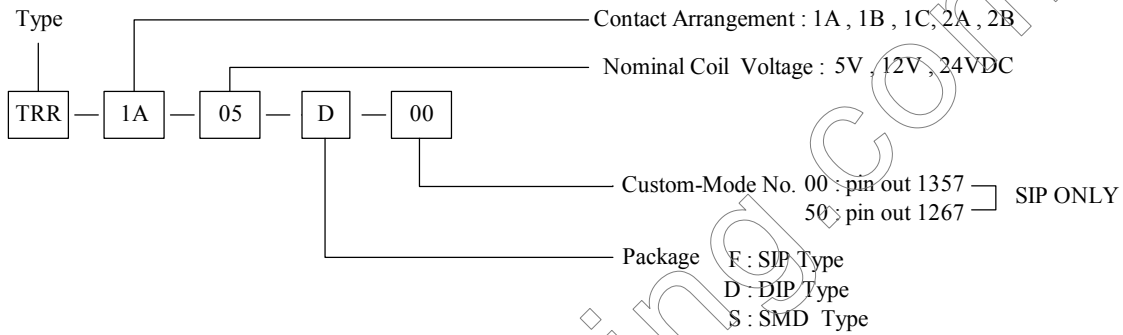 Type
Contact Arrangement : 1A , 1B , 1C, 2A , 2B
Nominal Coil Voltage : 5V , 12V , 24VDC
TRR — 1A — 05 — D — 00
Custom-Mode No. 00 : pin out 1357
50 : pin out 1267
SIP ONLY
Package F : SIP Type
D : DIP Type
S : SMD Type
ing.com